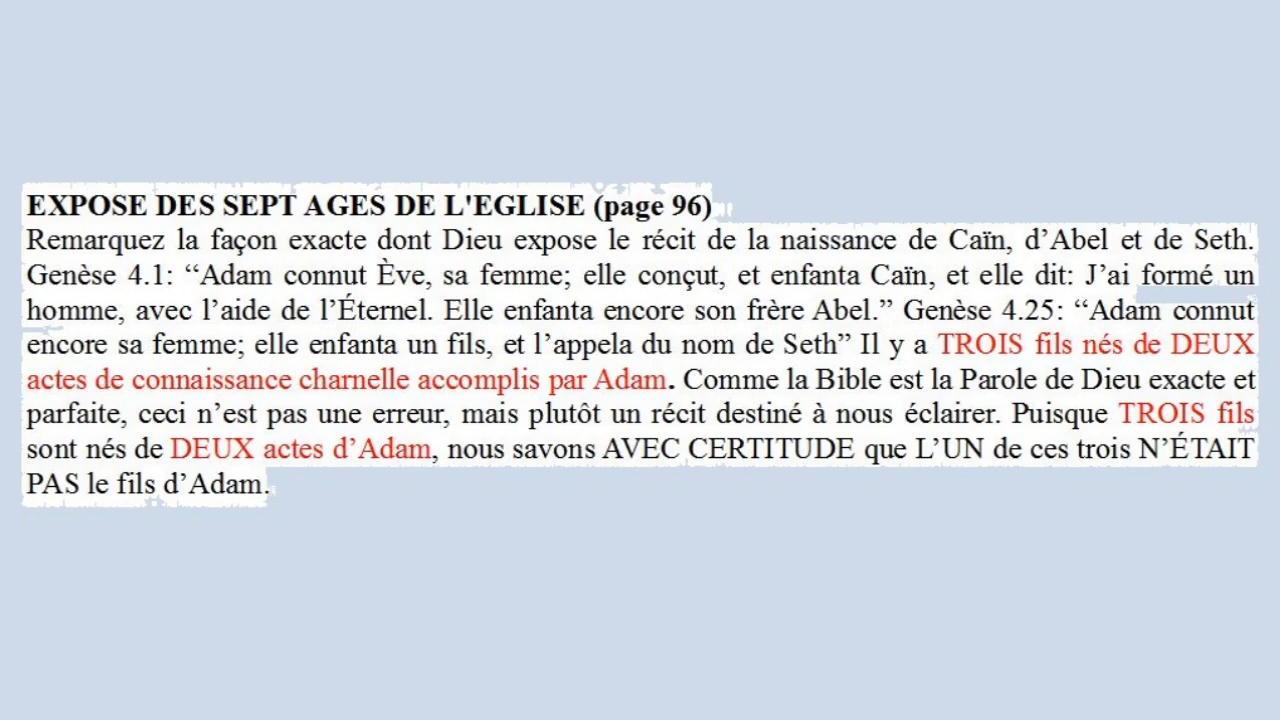 EXPOSE DES SEPT AGES DE L'EGLISE (page 96)
Remarquez la façon exacte dont Dieu expose le récit de la naissance de Caïn, d’Abel et de Seth.
Genèse 4.1: “Adam connut Ève, sa femme; elle conçut, et enfanta Caïn, et elle dit: J’ai formé un
homme, avec l’aide de l’Éternel. Elle enfanta encore son frère Abel.” Genèse 4.25: “Adam connut
encore sa femme; elle enfanta un fils, et l’appela du nom de Seth” Il y a TROIS fils nés de DEUX
actes de connaissance charnelle accomplis par Adam. Comme la Bible est la Parole de Dieu exacte et
parfaite, ceci n’est pas une erreur, mais plutôt un récit destiné à nous éclairer. Puisque TROIS fils
sont nés de DEUX actes d’Adam, nous savons AVEC CERTITUDE que L’UN de ces trois N’ÉTAIT
PAS le fils d’Adam.